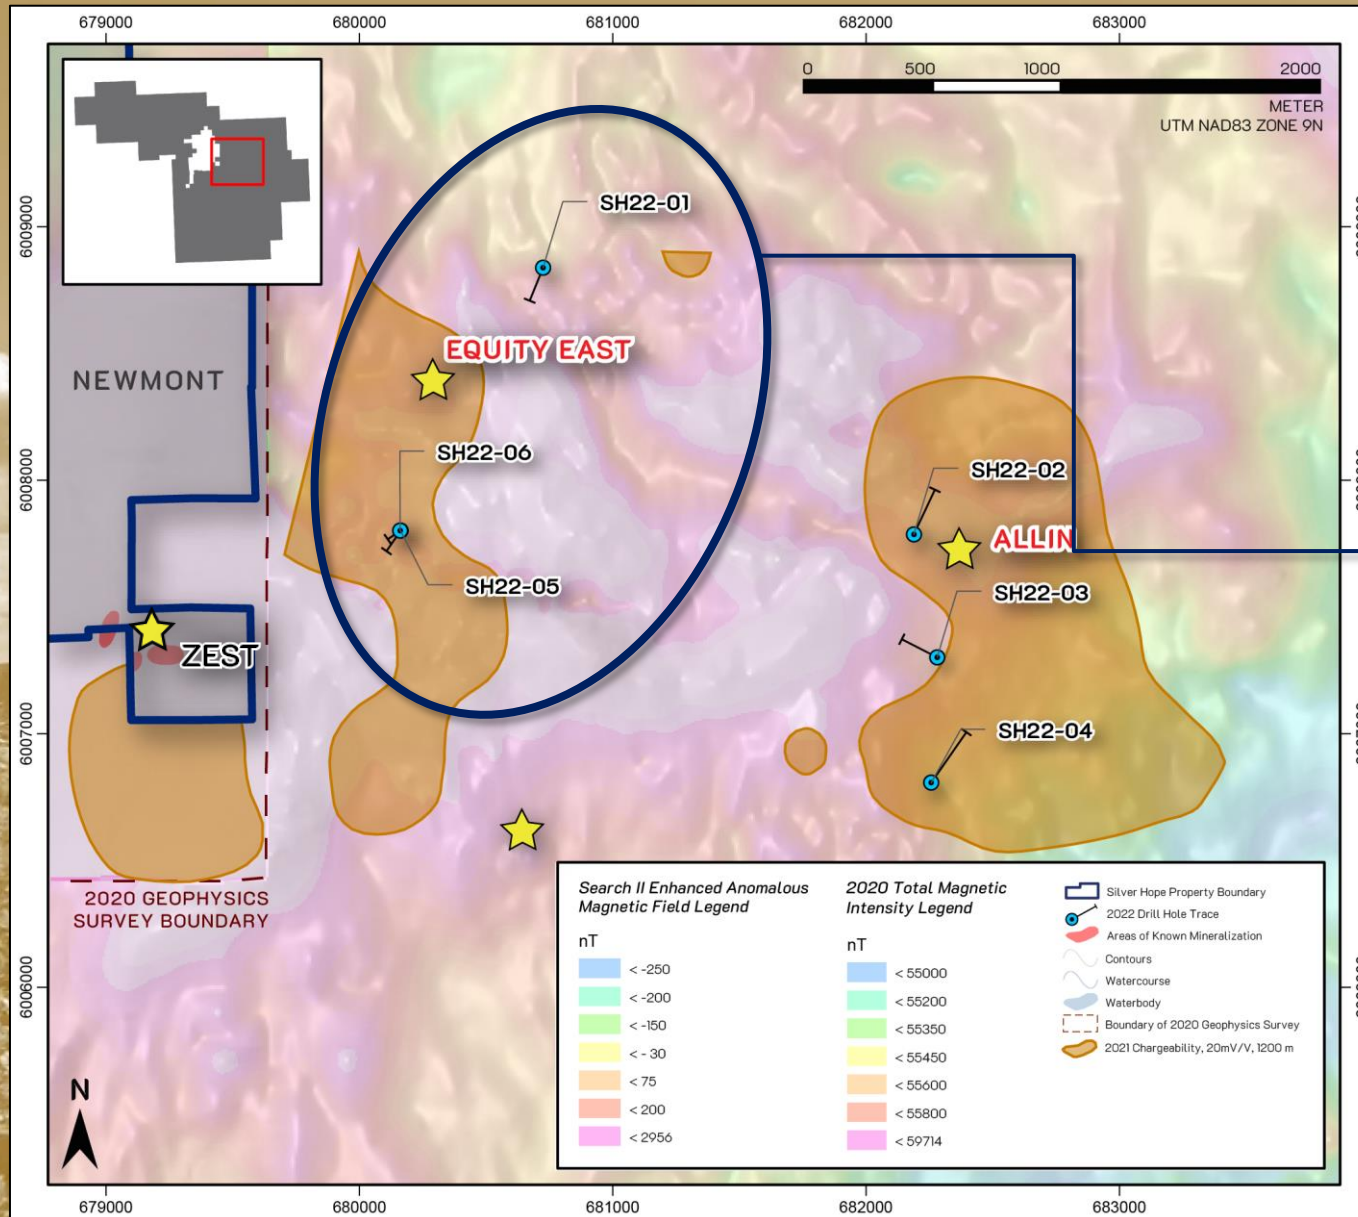 679000
680000
681000
682000
683000
0
500
1000
2000
METER
UTM NAD83 ZONE 9N
6009000
6008000
6007000
6006000
SH22-01
EQUITY EAST
NEWMONT
SH22-06
SH22-02
ALLIN
SH22-05
SH22-03
ZEST
SH22-04
2020 GEOPHYSICS
SURVEY BOUNDARY
N
Search II Enhanced Anomalous
Magnetic Field Legend
nT
< -250
< -200
< -150
< - 30
< 75
< 200
< 2956
2020 Total Magnetic
Intensity Legend
nT
< 55000
< 55200
< 55350
< 55450
< 55600
< 55800
< 59714
Silver Hope Property Boundary
2022 Drill Hole Trace
Areas of Known Mineralization
Contours
Watercourse
Waterbody
Boundary of 2020 Geophysics Survey
2021 Chargeability, 20mV/V, 1200 m
679000
680000
681000
682000
683000